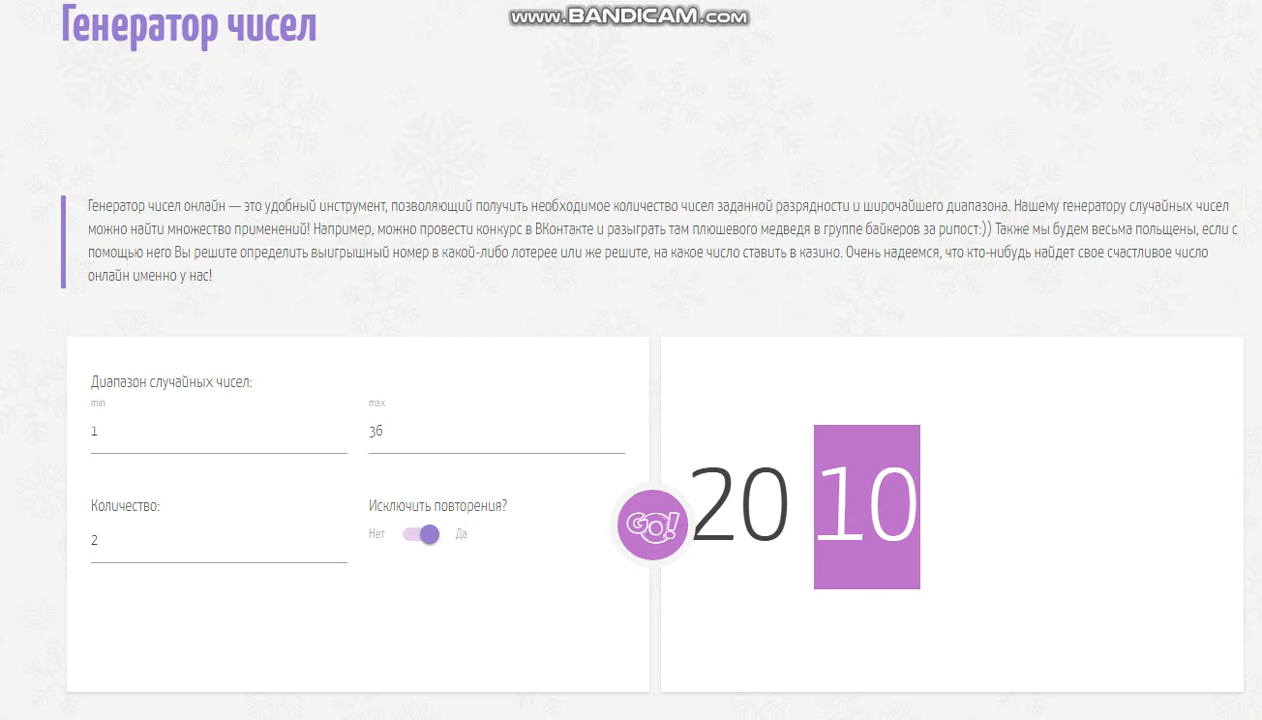 www.BANDICAM.com
Генератор чисел
Генератор чисел онлайн — это удобный инструмент, позволяющий получить необходимое количество чисел заданной разрядности и широчайшего диапазона. Нашему генератору случайных чисел
можно найти множество применений! Например, можно провести конкурс в ВКонтакте и разыграть там плюшевого медведя в группе байкеров за рипост:)) Также мы будем весьма польщены, если с
помощью него Вы решите определить выигрышный номер в какой-либо лотерее или же решите, на какое число ставить в казино. Очень надеемся, что кто-нибудь найдет свое счастливое число
онлайн именно у нас!
Диапазон случайных чисел:
min max
1 36
Количество: Исключить повторения?
2 Нет Да
GO!
20 10